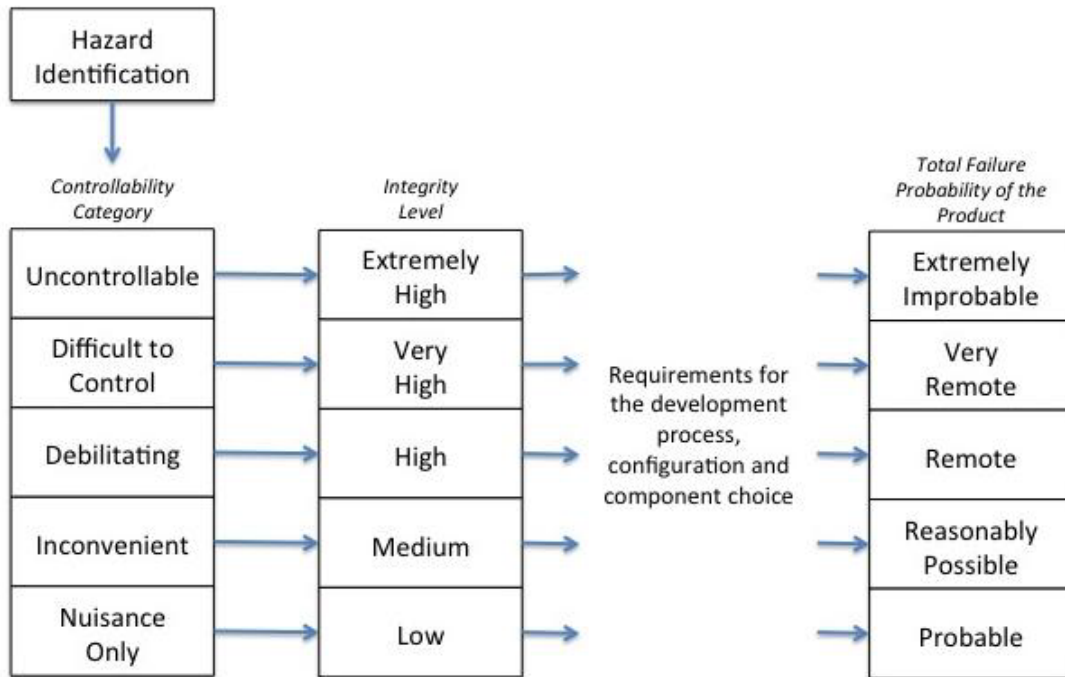 Hazard
Identification
Controllability
Category
Integrity
Level
Total Failure
Probability of the
Product
Uncontrollable
Extremely
High
Extremely
Improbable
Difficult to
Control
Very
High
Very
Remote
Requirements for
the development
process,
configuration and
component choice
Debilitating
High
Remote
Inconvenient
Medium
Reasonably
Possible
Nuisance
Only
Low
Probable